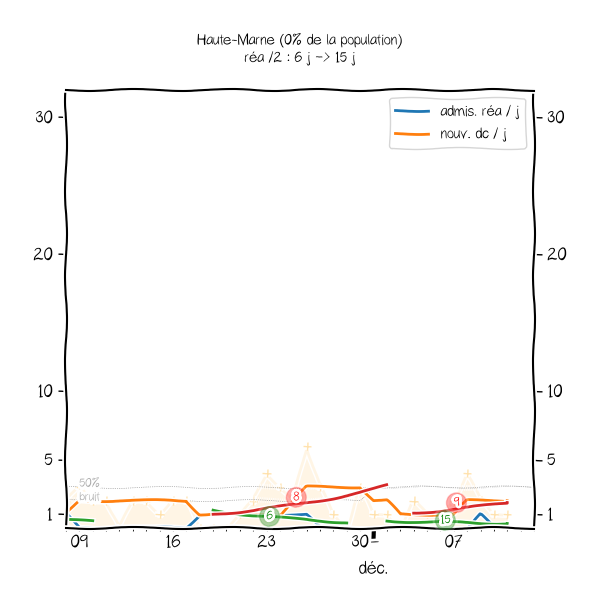 Haute-Marne (0% de la population)
réa /2 : 6 j -> 15 j
admis. réa / j
nouv. dc / j
30 30
20 20
10 10
5 5
50%
bruit
1 1
8
9
6
15
09 16 23 30 07
déc.